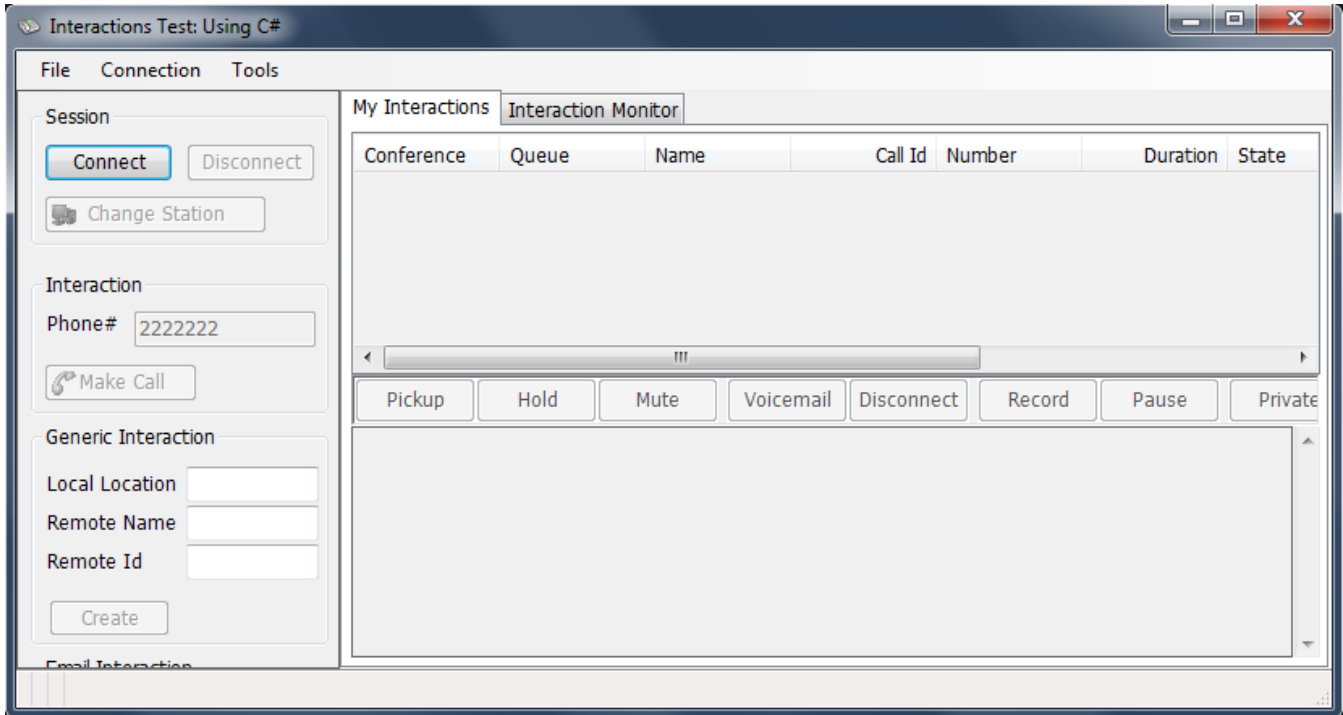 Interactions Test: Using C#
File Connection Tools
Session
Connect Disconnect
Change Station
Interaction
Phone# 2222222
Make Call
Generic Interaction
Local Location
Remote Name
Remote Id
Create
Email Interaction
My Interactions Interaction Monitor
Conference Queue Name Call Id Number Duration State
Pickup Hold Mute Voicemail Disconnect Record Pause Private